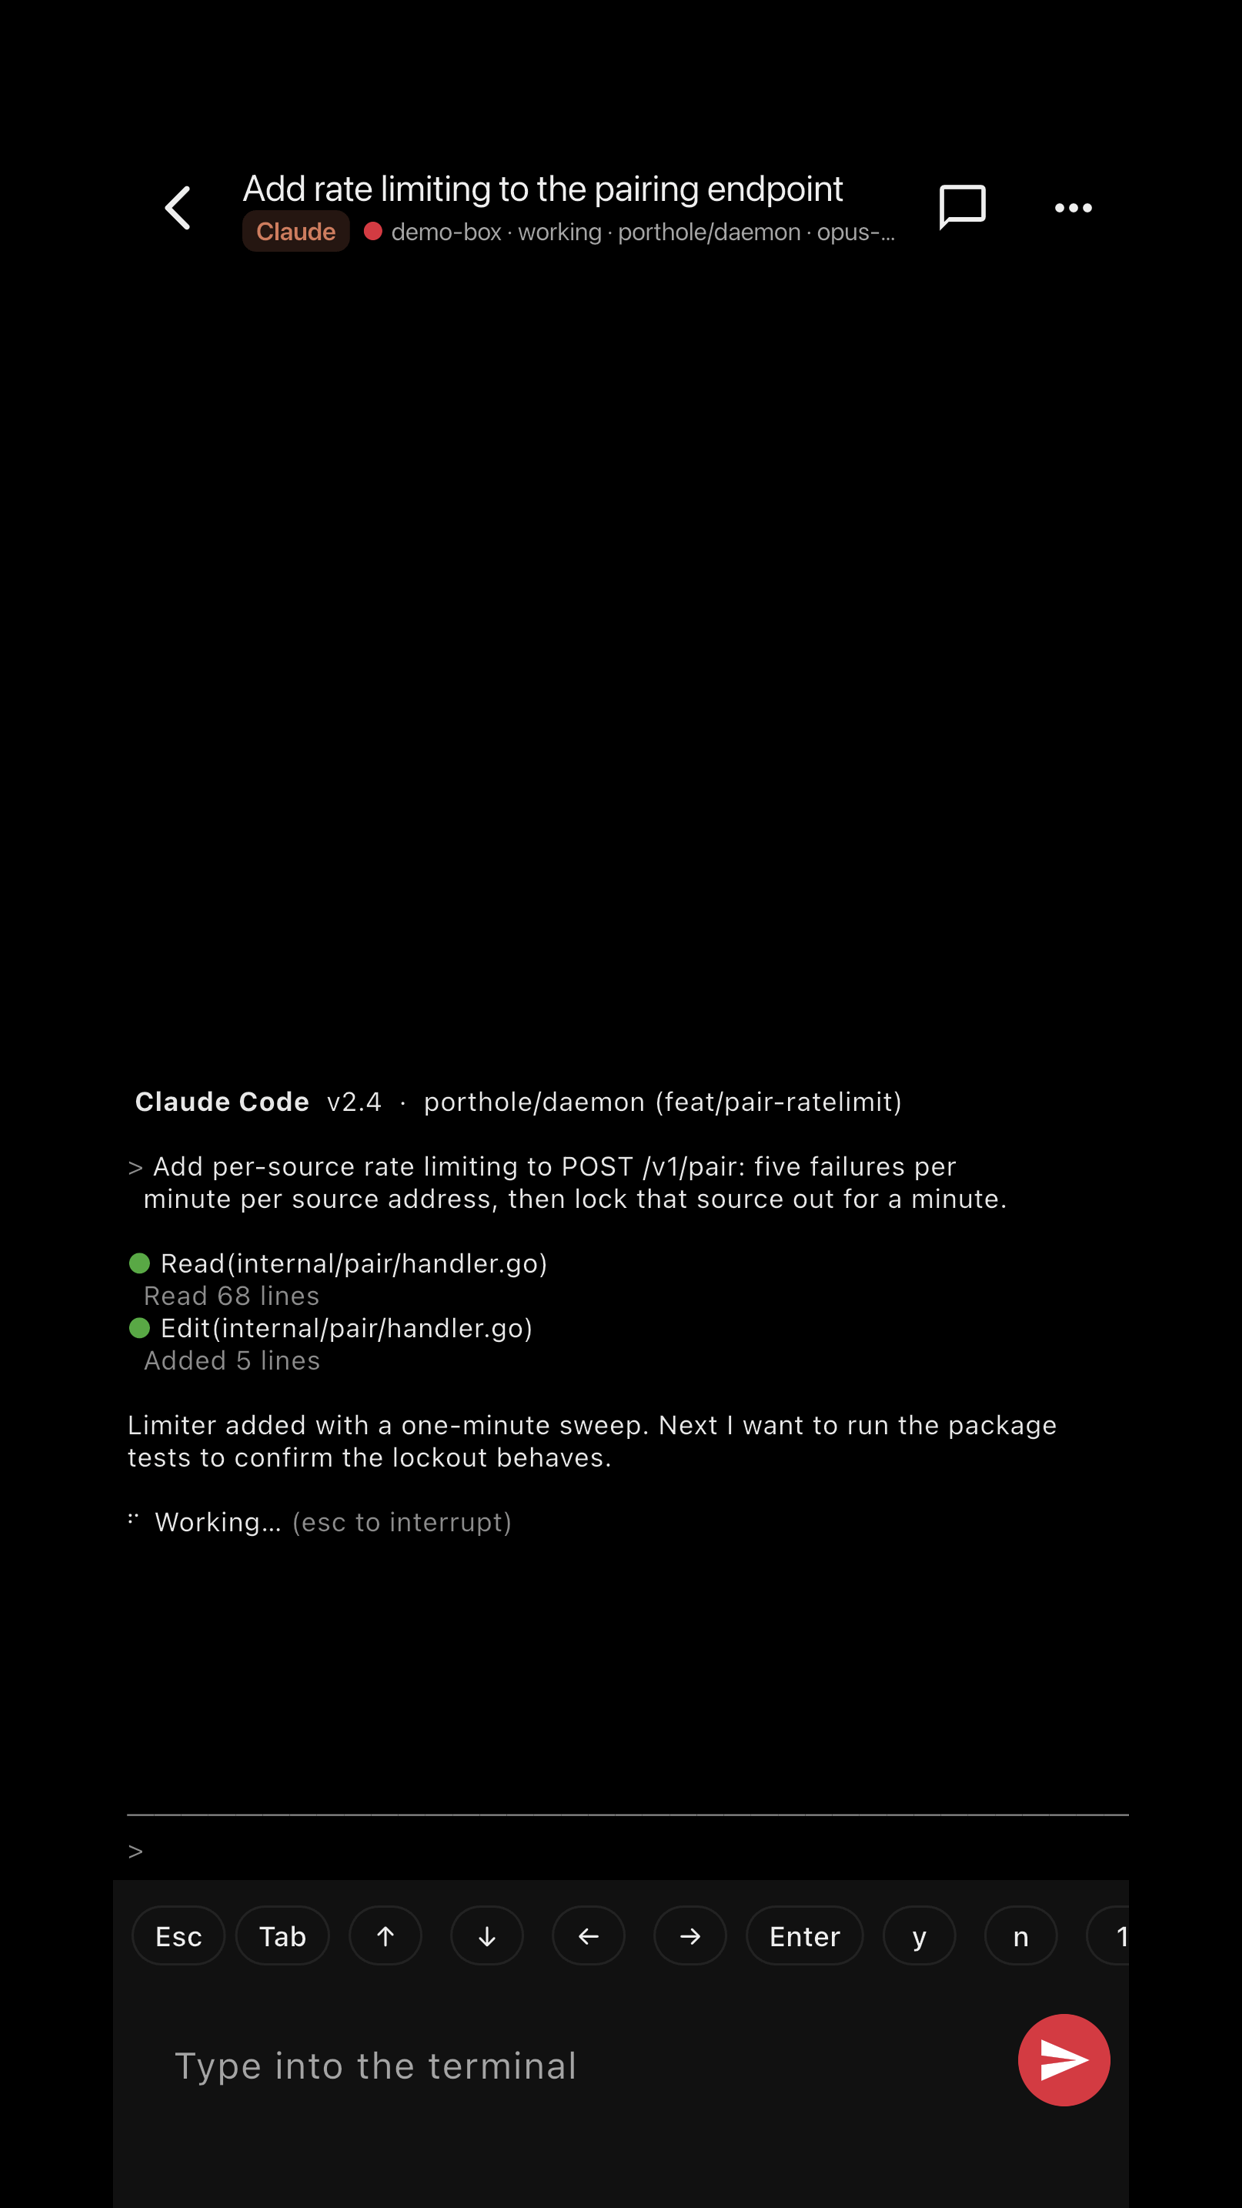 Add rate limiting to the pairing endpoint
Claude demo-box · working · porthole/daemon · opus-...
Claude Code v2.4 · porthole/daemon (feat/pair-ratelimit)
> Add per-source rate limiting to POST /v1/pair: five failures per
minute per source address, then lock that source out for a minute.
Read(internal/pair/handler.go)
Read 68 lines
Edit(internal/pair/handler.go)
Added 5 lines
Limiter added with a one-minute sweep. Next I want to run the package
tests to confirm the lockout behaves.
Working... (esc to interrupt)
>
Esc Tab ↑ ↓ ← → Enter y n 1
Type into the terminal